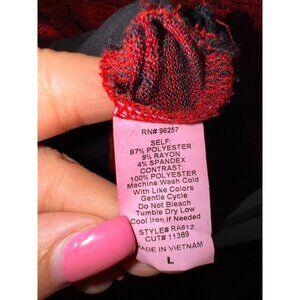 RN# 96257
SELF:
87% POLYESTER
9% RAYON
4% SPANDEX
CONTRAST:
100% POLYESTER
Machine Wash Cold
With Like Colors
Gentle Cycle
Do Not Bleach
Tumble Dry Low
Cool Iron if Needed
STYLE# RA612
CUT# 11389
MADE IN VIETNAM
L